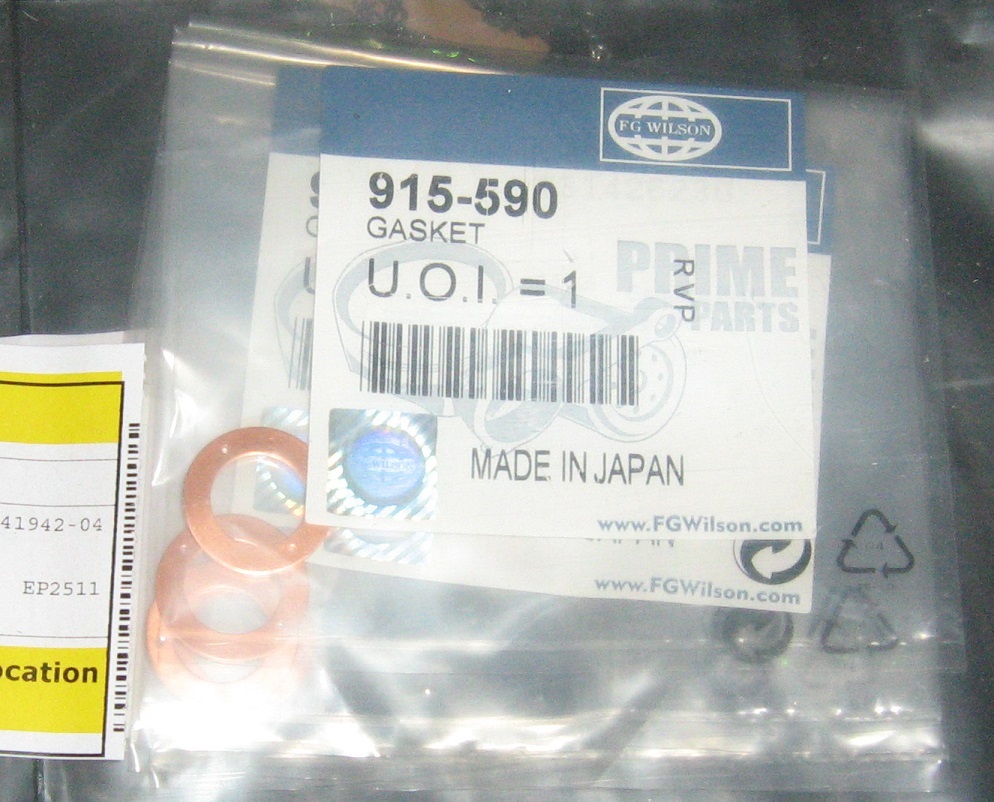 FG WILSON
915-590
GASKET
U.O.I. = 1
PRIME
PARTS
RVP
MADE IN JAPAN
www.FGWilson.com
www.FGWilson.com
41942-04
EP2511
ocation